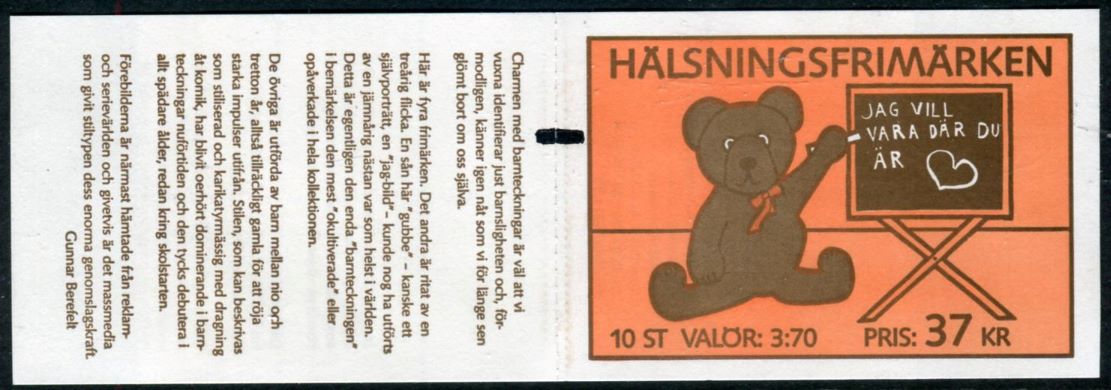 HÄLSNINGSFRIMÄRKEN
JAG VILL
VARA DÄR DU
ÄR
10 ST VALÖR: 3:70 PRIS: 37 KR
Charmen med barnteckningar är väl att vi
vuxna identifierar just barnsligheten och, för-
modligen, känner igen nåt som vi för länge sen
glömt bort om oss själva.
Här är fyra frimärken. Det andra är ritat av en
treårig flicka. En sån här "gubbe" – kanske ett
självporträtt, en "jag-bild" – kunde nog ha utförts
av en jämnårig nästan var som helst i världen.
Detta är egentligen den enda "barnteckningen"
i bemärkelsen den mest "okultiverade" eller
opåverkade i hela kollektionen.
De övriga är utförda av barn mellan nio och
tretton år, alltså tillräckligt gamla för att röja
starka impulser utifrån. Stilen, som kan beskrivas
som stiliserad och karikatyrmässig med dragning
åt komik, har blivit oerhört dominerande i barn-
teckningar nuförtiden och den tycks debutera i
allt spädare ålder, redan kring skolstarten.
Förebilderna är närmast hämtade från reklam-
och serievärlden och givetvis är det massmedia
som givit stiltypen dess enorma genomslagskraft.
Gunnar Berefelt